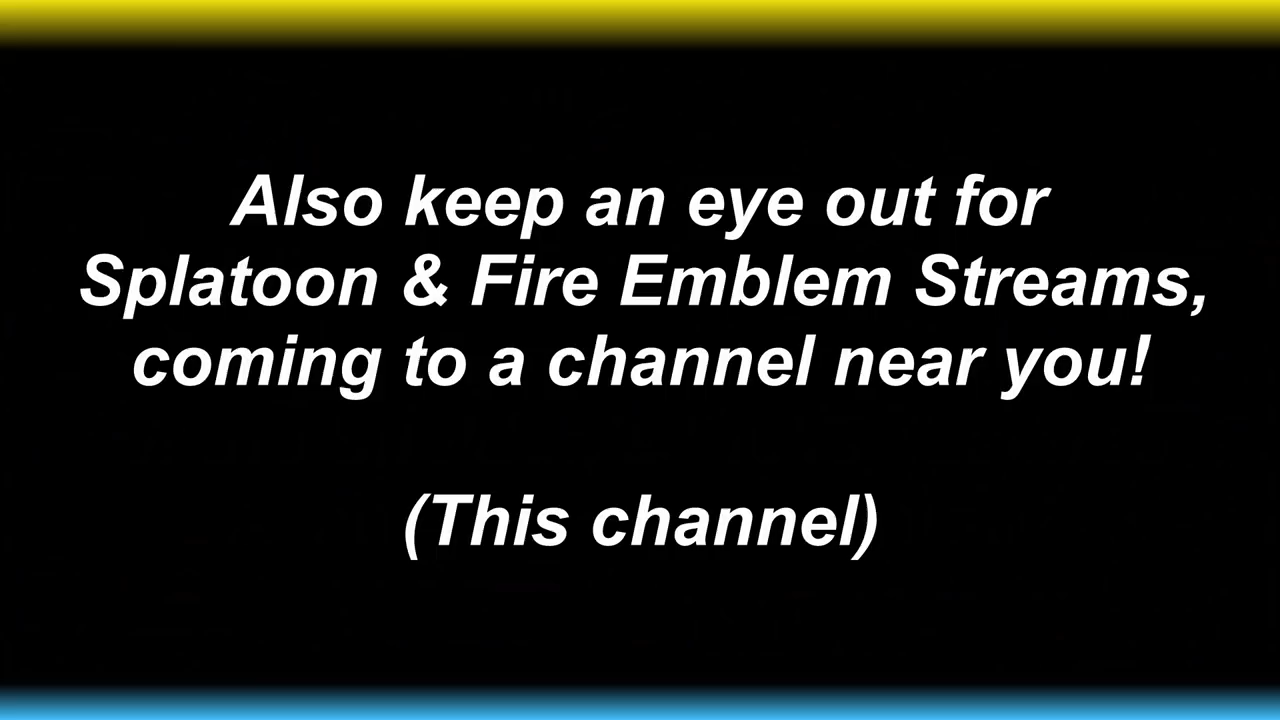 Also keep an eye out for
Splatoon & Fire Emblem Streams,
coming to a channel near you!
(This channel)